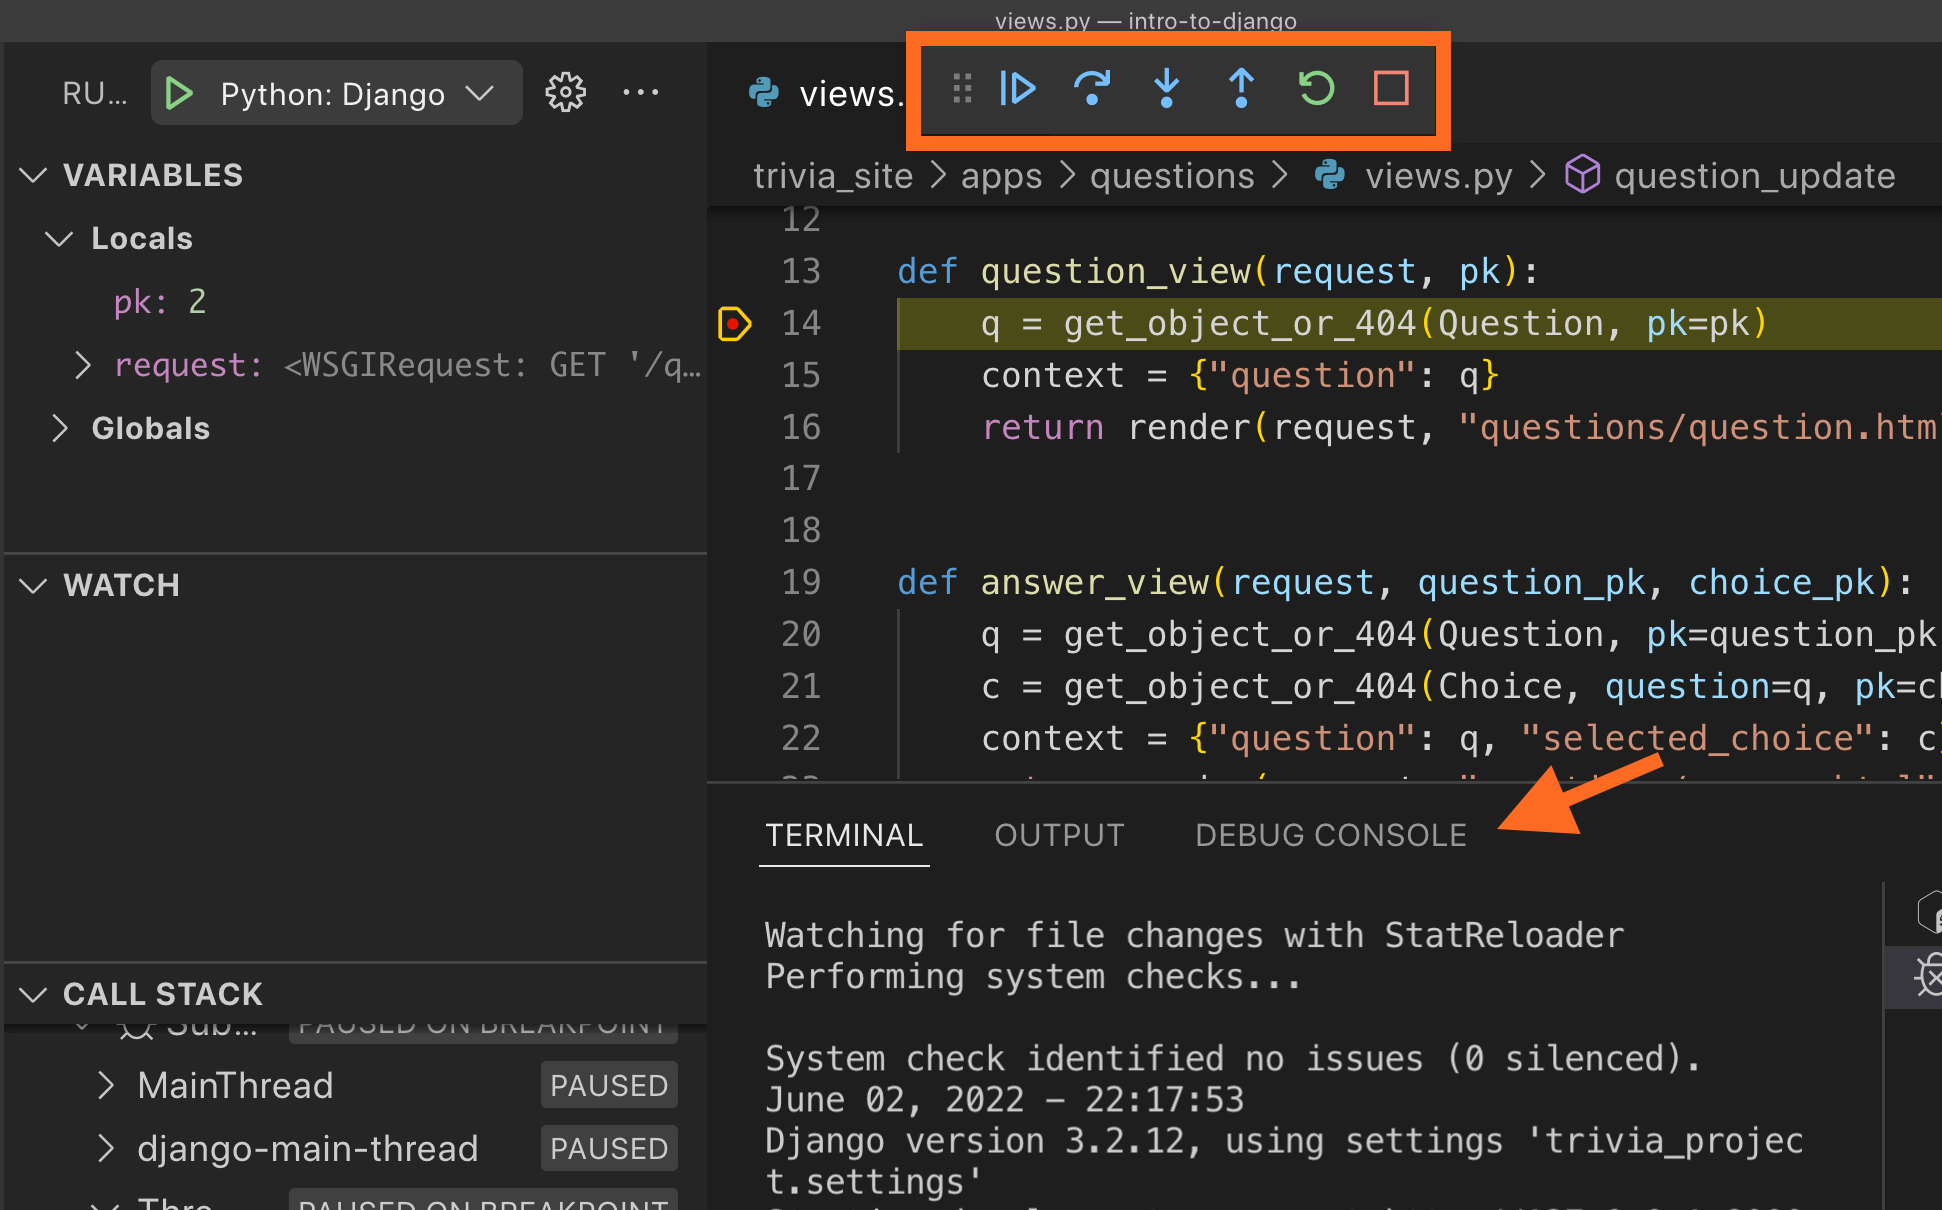 views.py — intro-to-django
RU...
Python: Django
VARIABLES
Locals
pk: 2
request: <WSGIRequest: GET '/q...
Globals
WATCH
CALL STACK
Sub... PAUSED ON BREAKPOINT
MainThread PAUSED
django-main-thread PAUSED
Thre PAUSED ON BREAKPOINT
views.
trivia_site > apps > questions > views.py > question_update
12
13 def question_view(request, pk):
14 q = get_object_or_404(Question, pk=pk)
15 context = {"question": q}
16 return render(request, "questions/question.htm
17
18
19 def answer_view(request, question_pk, choice_pk):
20 q = get_object_or_404(Question, pk=question_pk
21 c = get_object_or_404(Choice, question=q, pk=ch
22 context = {"question": q, "selected_choice": c}
TERMINAL OUTPUT DEBUG CONSOLE
Watching for file changes with StatReloader
Performing system checks...
System check identified no issues (0 silenced).
June 02, 2022 - 22:17:53
Django version 3.2.12, using settings 'trivia_projec
t.settings'